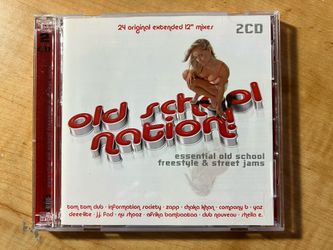 24 original extended 12" mixes
2CD
old school
nation!
essential old school
freestyle & street jams
tom tom club · information society · zapp · chaka khan · company b · yaz
deee-lite · j.j. fad · nu shooz · afrika bambaataa · club nouveau · sheila e.